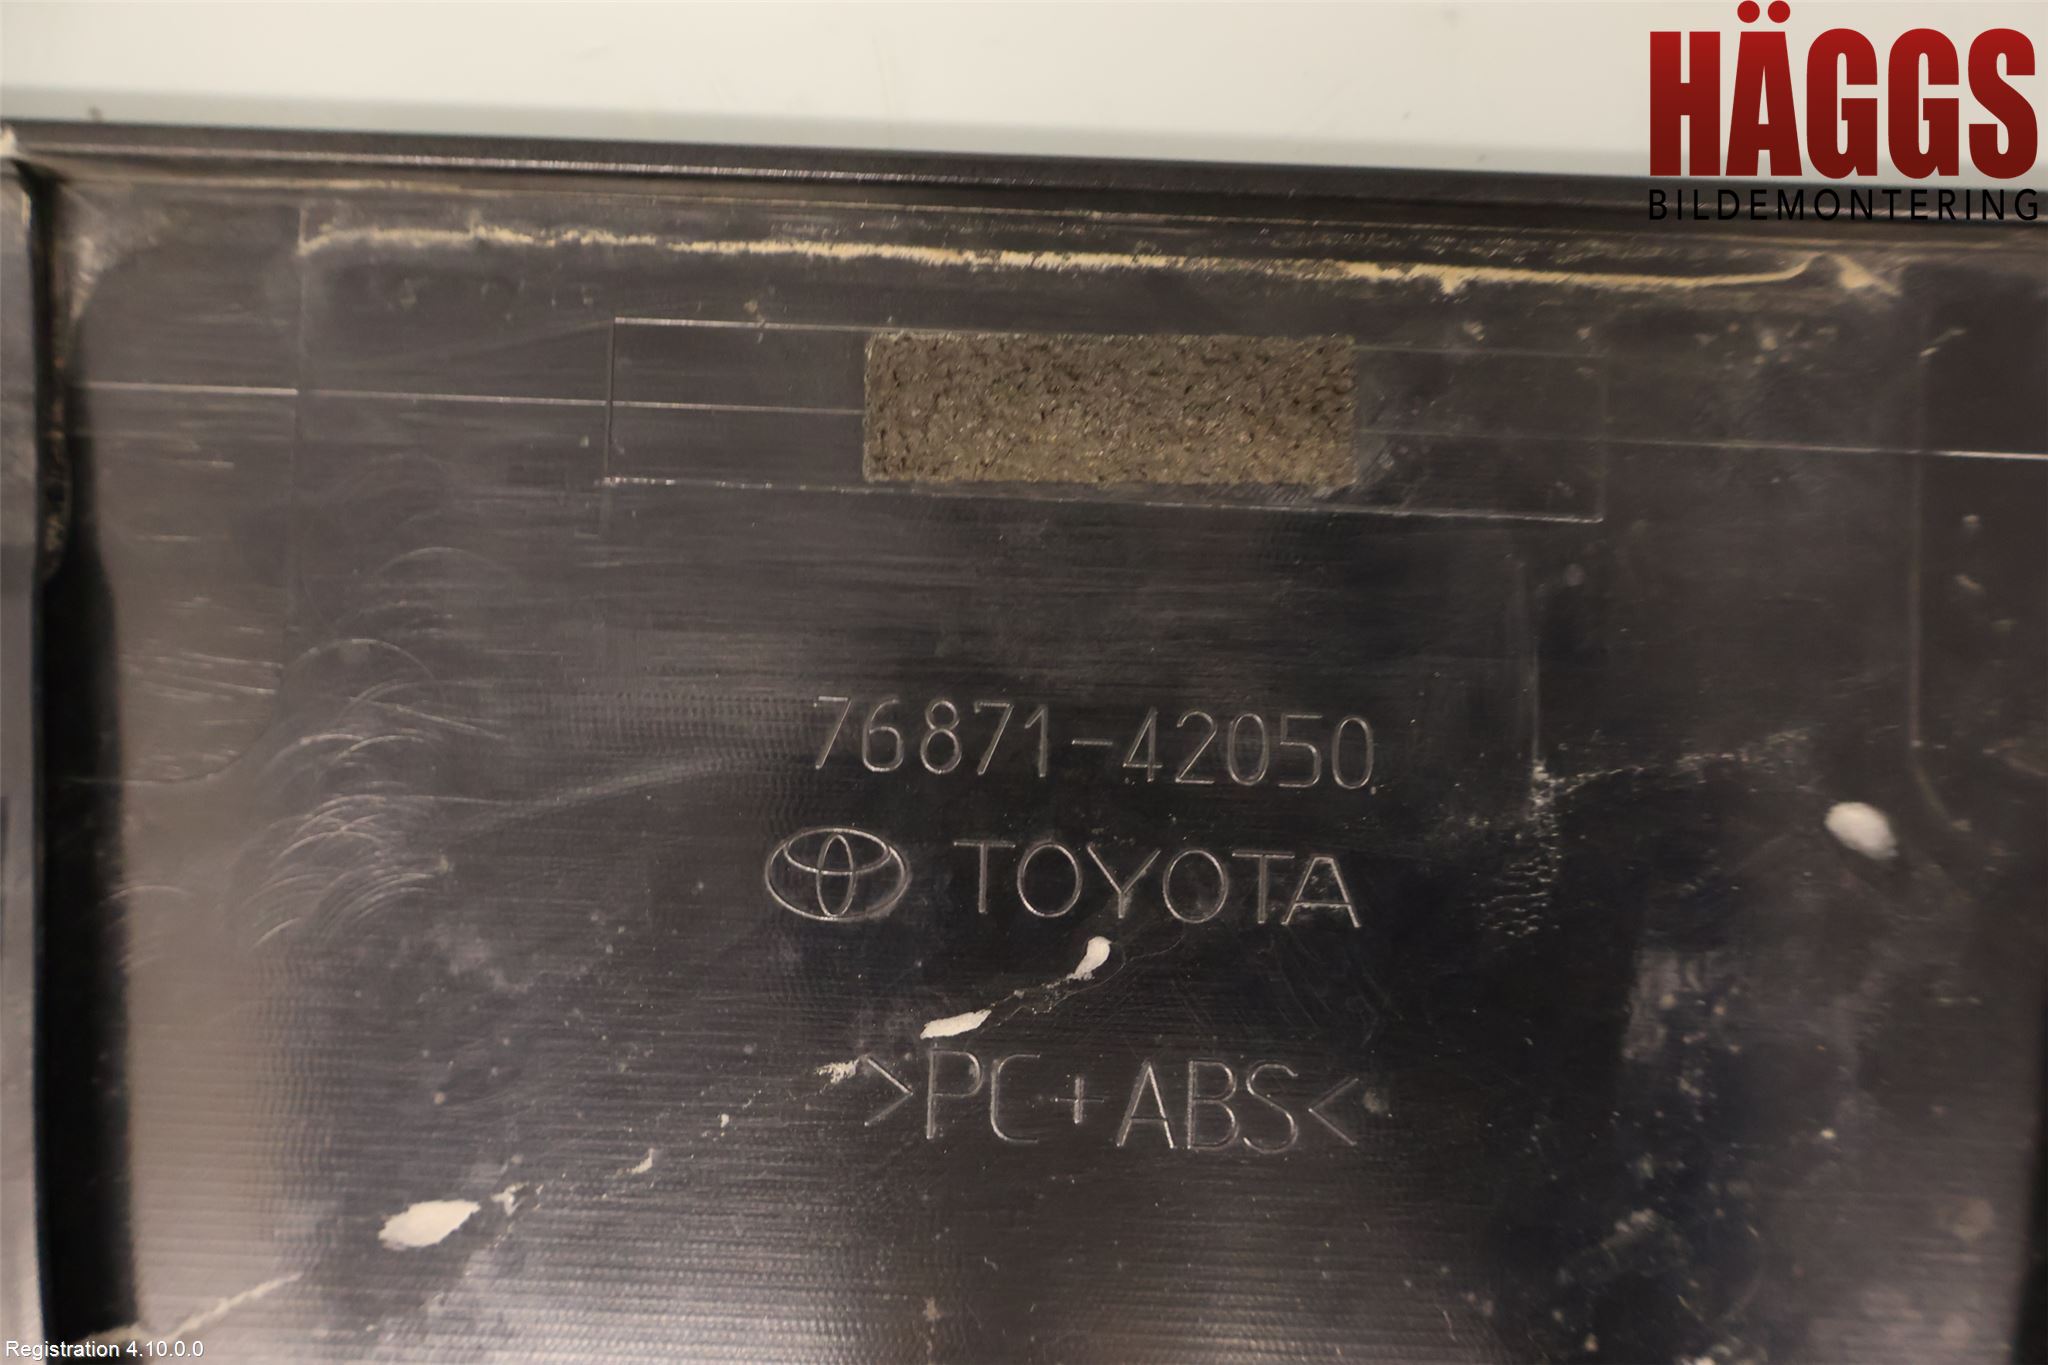 HÄGGS
BILDEMONTERING
76871-42050
TOYOTA
>PC+ABS<
Registration 4.10.0.0